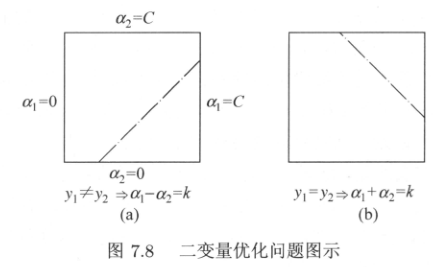 α₂=C
α₁=0
α₁=C
α₂=0
y₁≠y₂ ⇒α₁−α₂=k
y₁=y₂⇒α₁+α₂=k
(a)
(b)
图 7.8 二变量优化问题图示